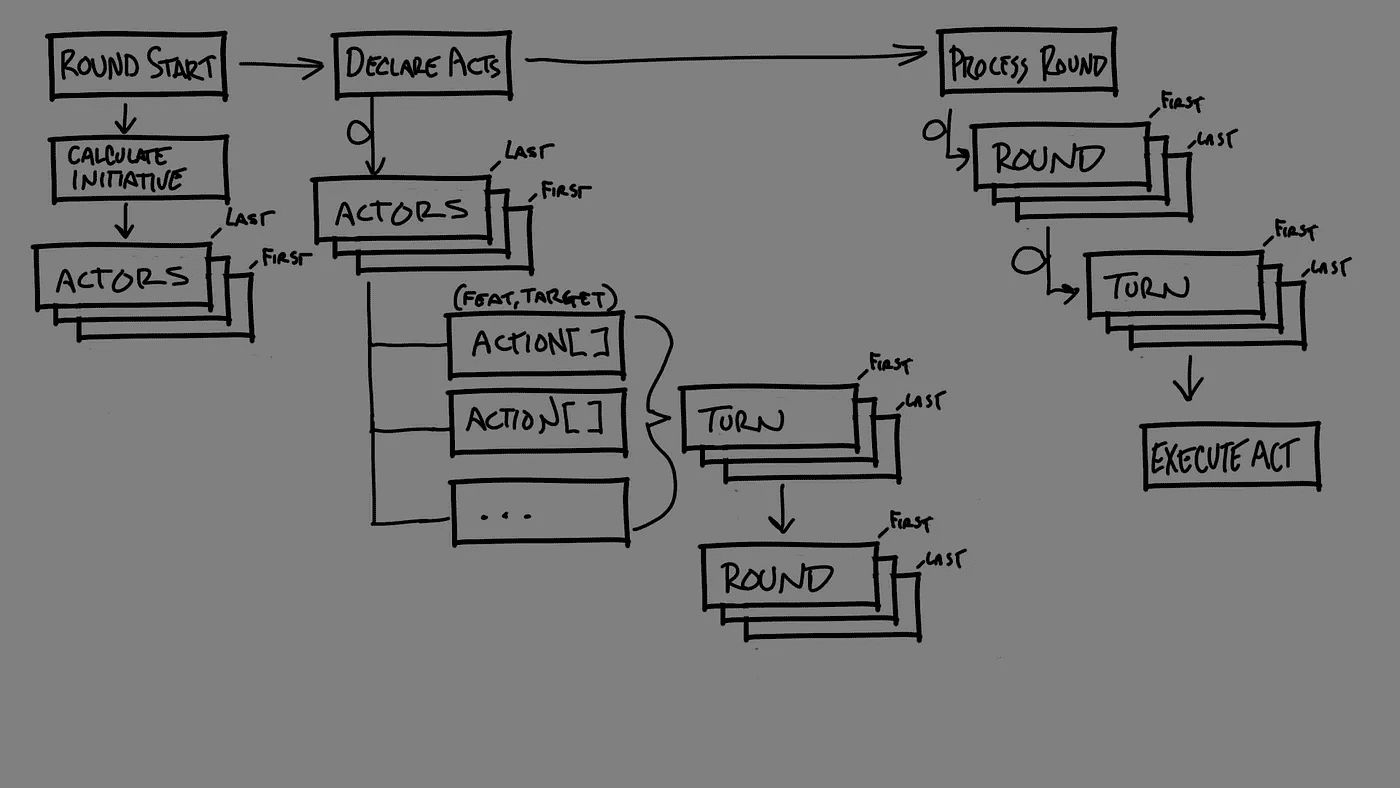 ROUND START
DECLARE ACTS
PROCESS ROUND
CALCULATE
INITIATIVE
LAST
FIRST
ACTORS
LAST
FIRST
ACTORS
(FEAT, TARGET)
ACTION[ ]
ACTION[ ]
...
FIRST
LAST
TURN
FIRST
LAST
ROUND
FIRST
LAST
ROUND
FIRST
LAST
TURN
EXECUTE ACT